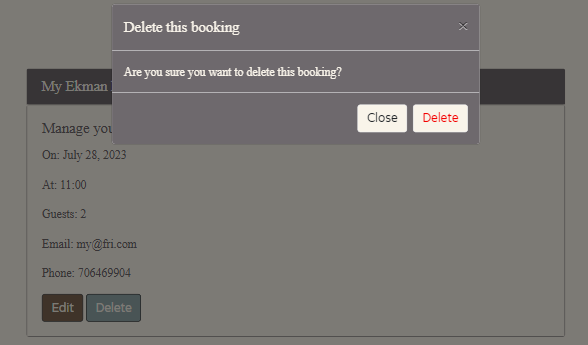 Delete this booking
×
Are you sure you want to delete this booking?
Close Delete
My Ekman
Manage you
On: July 28, 2023
At: 11:00
Guests: 2
Email: my@fri.com
Phone: 706469904
Edit Delete